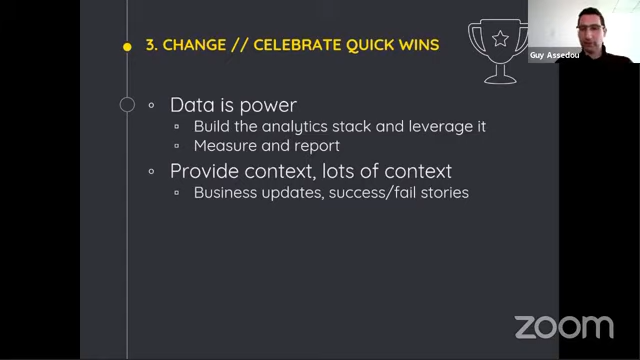 3. CHANGE // CELEBRATE QUICK WINS
Guy Assedou
Data is power
Build the analytics stack and leverage it
Measure and report
Provide context, lots of context
Business updates, success/fail stories
zoom